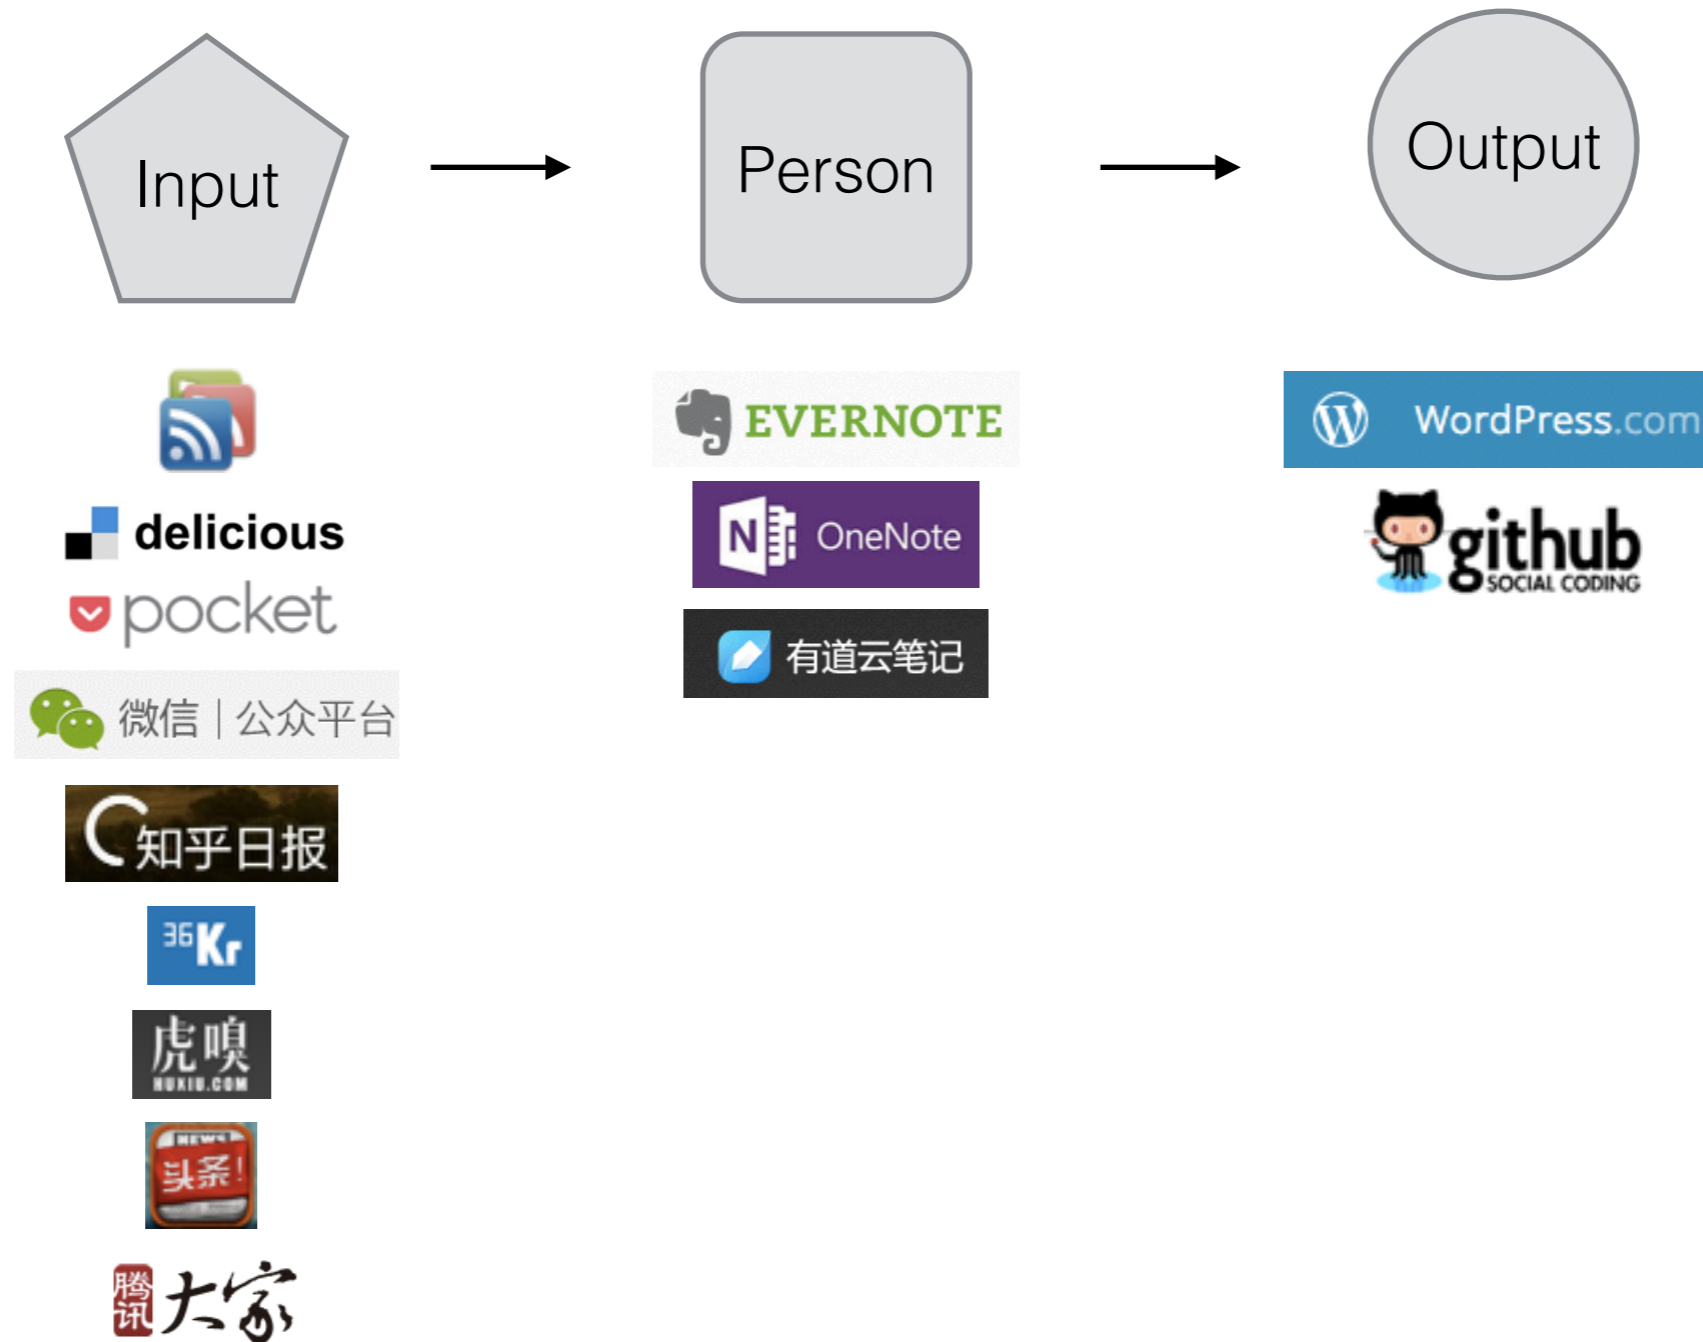 Input
Person
Output
delicious
pocket
微信|公众平台
知乎日报
36Kr
虎嗅
HUXIU.COM
NEWS
头条!
腾讯
大家
EVERNOTE
N
OneNote
有道云笔记
W
WordPress.com
github
SOCIAL CODING